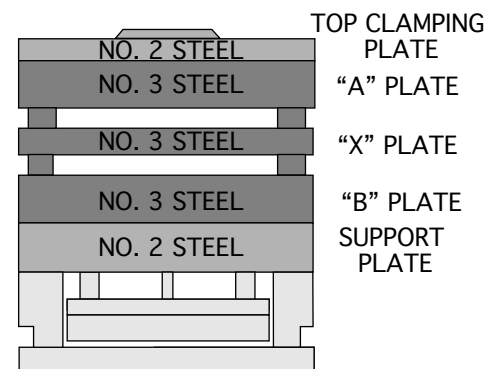 TOP CLAMPING
PLATE
NO. 2 STEEL
NO. 3 STEEL
“A” PLATE
NO. 3 STEEL
“X” PLATE
NO. 3 STEEL
“B” PLATE
NO. 2 STEEL
SUPPORT
PLATE